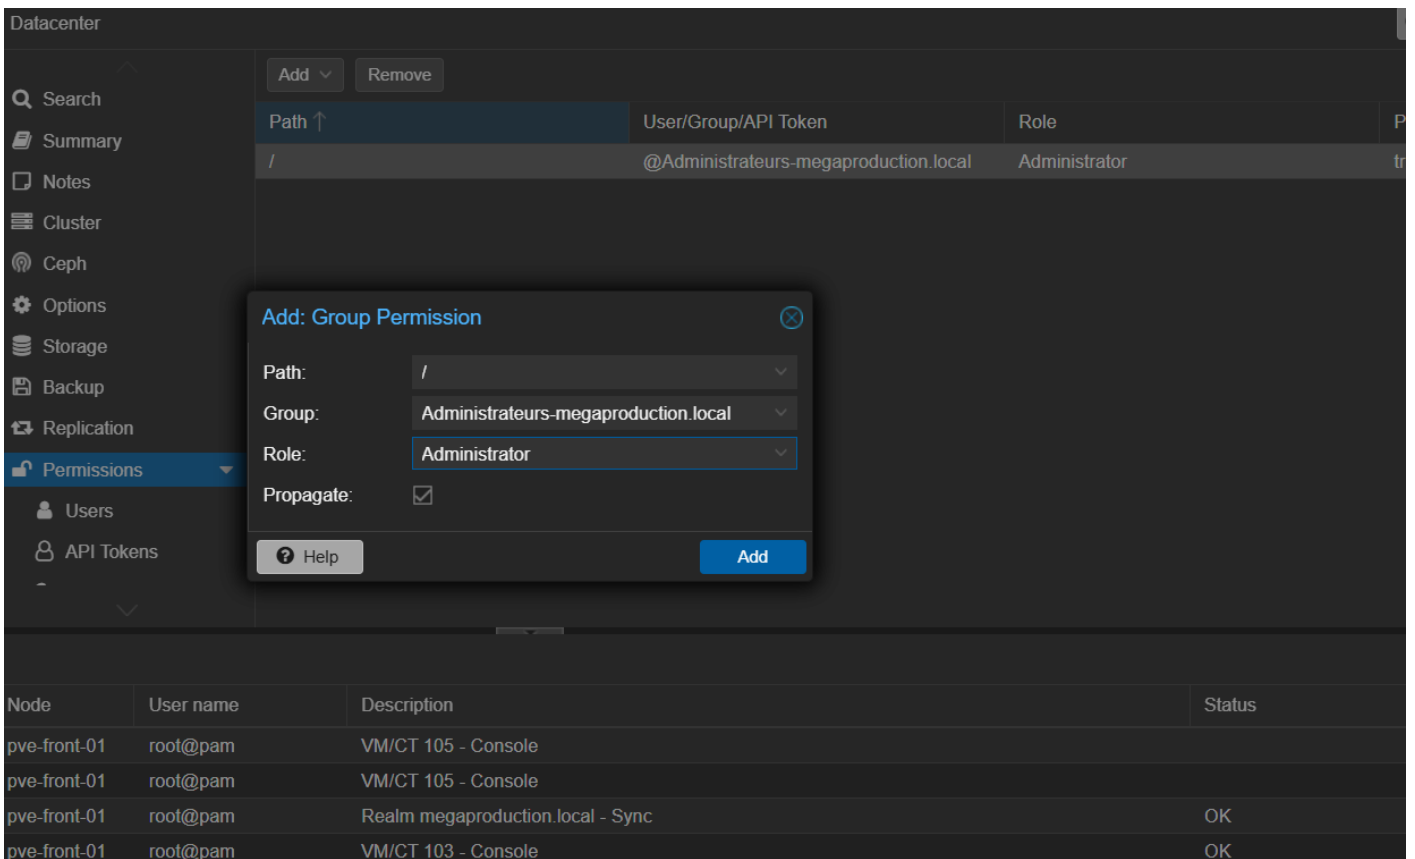 Datacenter
Add
Remove
Search
Summary
Notes
Cluster
Ceph
Options
Storage
Backup
Replication
Permissions
Users
API Tokens
Path User/Group/API Token Role P
/ @Administrateurs-megaproduction.local Administrator tr
Add: Group Permission
Path: /
Group: Administrateurs-megaproduction.local
Role: Administrator
Propagate:
Help
Add
Node User name Description Status
pve-front-01 root@pam VM/CT 105 - Console
pve-front-01 root@pam VM/CT 105 - Console
pve-front-01 root@pam Realm megaproduction.local - Sync OK
pve-front-01 root@pam VM/CT 103 - Console OK